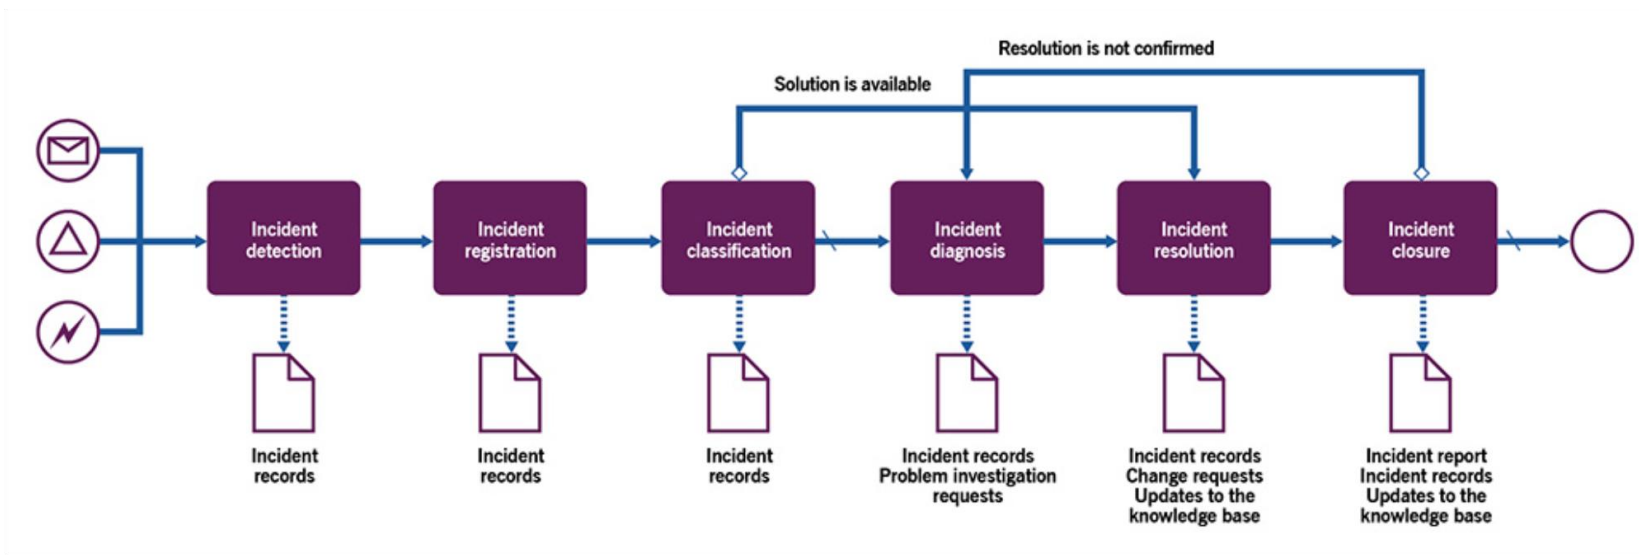 Resolution is not confirmed
Solution is available
Incident
detection
Incident
registration
Incident
classification
Incident
diagnosis
Incident
resolution
Incident
closure
Incident
records
Incident
records
Incident
records
Incident records
Problem investigation
requests
Incident records
Change requests
Updates to the
knowledge base
Incident report
Incident records
Updates to the
knowledge base